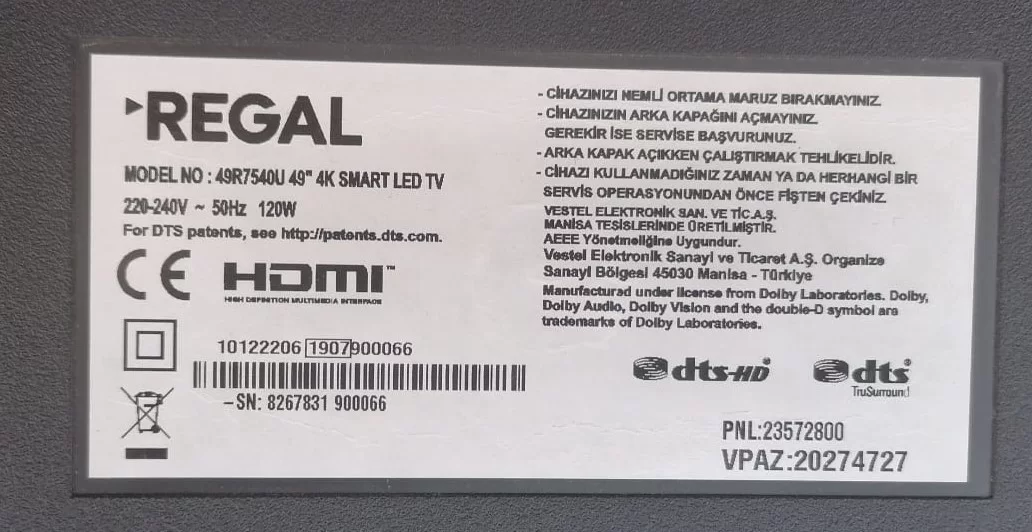 REGAL
MODEL NO : 49R7540U 49" 4K SMART LED TV
220-240V ~ 50Hz 120W
For DTS patents, see http://patents.dts.com.
CE HDMI™
HIGH DEFINITION MULTIMEDIA INTERFACE
10122206 1907900066
-SN: 8267831 900066
- CİHAZINIZI NEMLİ ORTAMA MARUZ BIRAKMAYINIZ.
- CİHAZINIZIN ARKA KAPAĞINI AÇMAYINIZ.
GEREKİR İSE SERVİSE BAŞVURUNUZ.
- ARKA KAPAK AÇIKKEN ÇALIŞTIRMAK TEHLİKELİDİR.
- CİHAZI KULLANMADIĞINIZ ZAMAN YA DA HERHANGİ BİR
SERVİS OPERASYONUNDAN ÖNCE FİŞTEN ÇEKİNİZ.
VESTEL ELEKTRONİK SAN. VE TİC.A.Ş.
MANİSA TESİSLERİNDE ÜRETİLMİŞTİR.
AEEE Yönetmeliğine Uygundur.
Vestel Elektronik Sanayi ve Ticaret A.Ş. Organize
Sanayi Bölgesi 45030 Manisa - Türkiye
Manufactured under license from Dolby Laboratories. Dolby,
Dolby Audio, Dolby Vision and the double-D symbol are
trademarks of Dolby Laboratories.
dts-HD dts
TruSurround
PNL:23572800
VPAZ:20274727